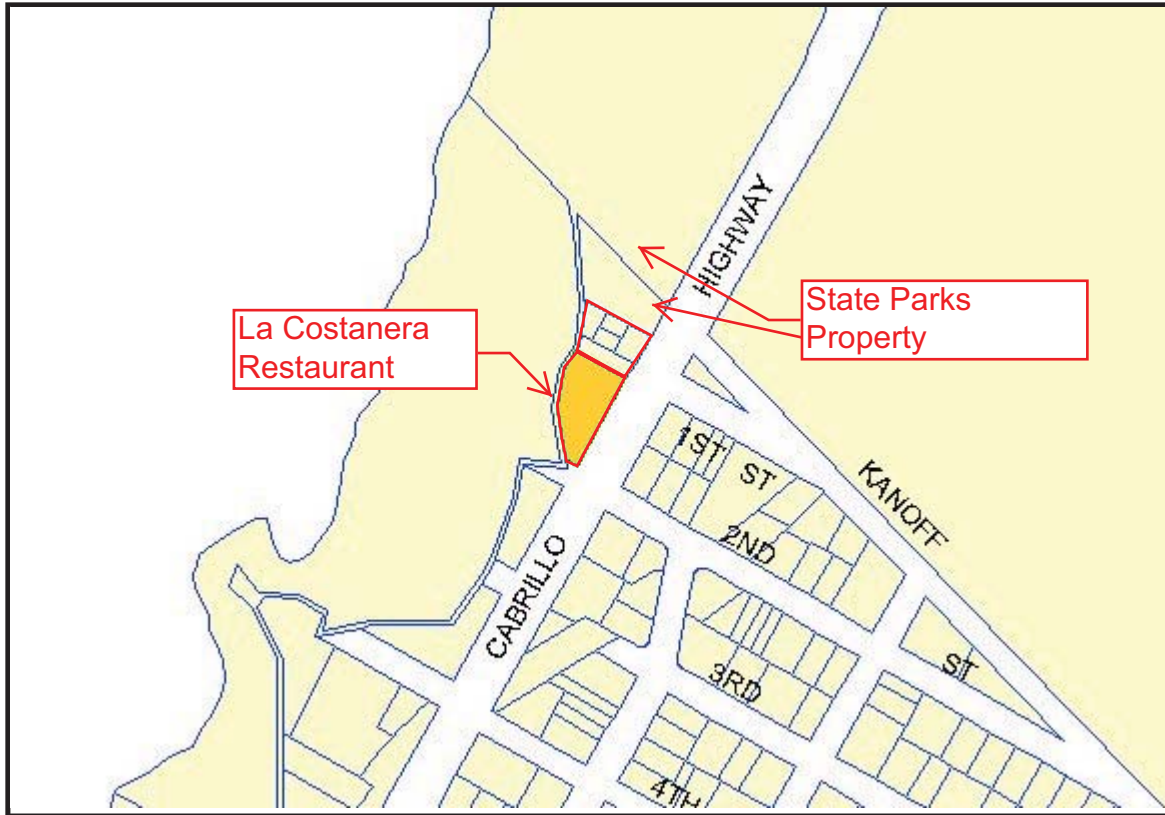 HIGHWAY
State Parks
Property
La Costanera
Restaurant
1ST ST
KANOFF
2ND
CABRILLO
ST
3RD
4TH